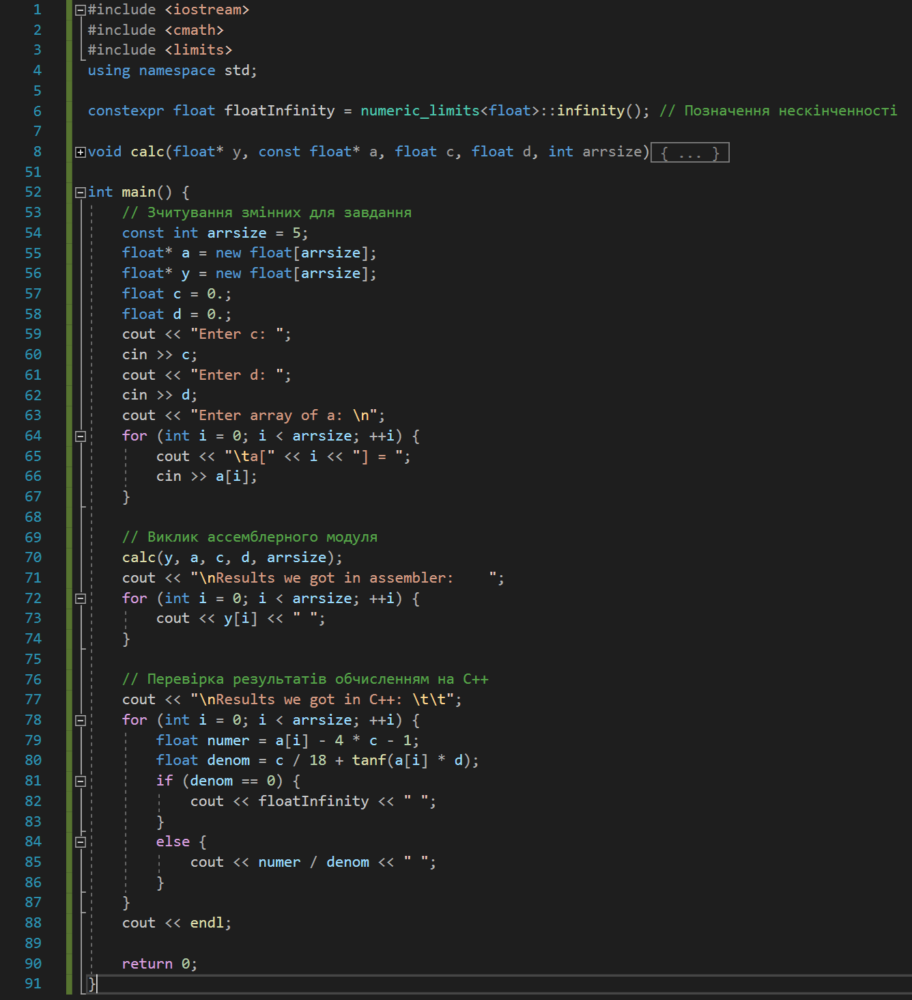 1 #include <iostream>
2 #include <cmath>
3 #include <limits>
4 using namespace std;
5
6 constexpr float floatInfinity = numeric_limits<float>::infinity(); // Позначення нескінченності
7
8 void calc(float* y, const float* a, float c, float d, int arrsize){ ... }
51
52 int main() {
53     // Зчитування змінних для завдання
54     const int arrsize = 5;
55     float* a = new float[arrsize];
56     float* y = new float[arrsize];
57     float c = 0.;
58     float d = 0.;
59     cout << "Enter c: ";
60     cin >> c;
61     cout << "Enter d: ";
62     cin >> d;
63     cout << "Enter array of a: \n";
64     for (int i = 0; i < arrsize; ++i) {
65         cout << "\ta[" << i << "] = ";
66         cin >> a[i];
67     }
68
69     // Виклик ассемблерного модуля
70     calc(y, a, c, d, arrsize);
71     cout << "\nResults we got in assembler:    ";
72     for (int i = 0; i < arrsize; ++i) {
73         cout << y[i] << " ";
74     }
75
76     // Перевірка результатів обчисленням на C++
77     cout << "\nResults we got in C++: \t\t";
78     for (int i = 0; i < arrsize; ++i) {
79         float numer = a[i] - 4 * c - 1;
80         float denom = c / 18 + tanf(a[i] * d);
81         if (denom == 0) {
82             cout << floatInfinity << " ";
83         }
84         else {
85             cout << numer / denom << " ";
86         }
87     }
88     cout << endl;
89
90     return 0;
91 }